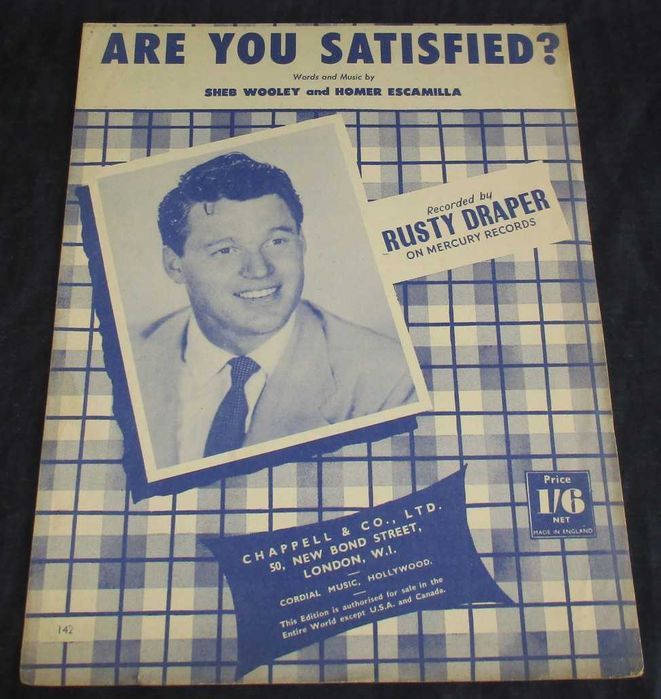 ARE YOU SATISFIED?
Words and Music by
SHEB WOOLEY and HOMER ESCAMILLA
Recorded by
RUSTY DRAPER
ON MERCURY RECORDS
Price
1/6
NET
MADE IN ENGLAND
CHAPPELL & CO., LTD.
50, NEW BOND STREET,
LONDON, W.I.
CORDIAL MUSIC, HOLLYWOOD.
This Edition is authorised for sale in the
Entire World except U.S.A. and Canada.
142